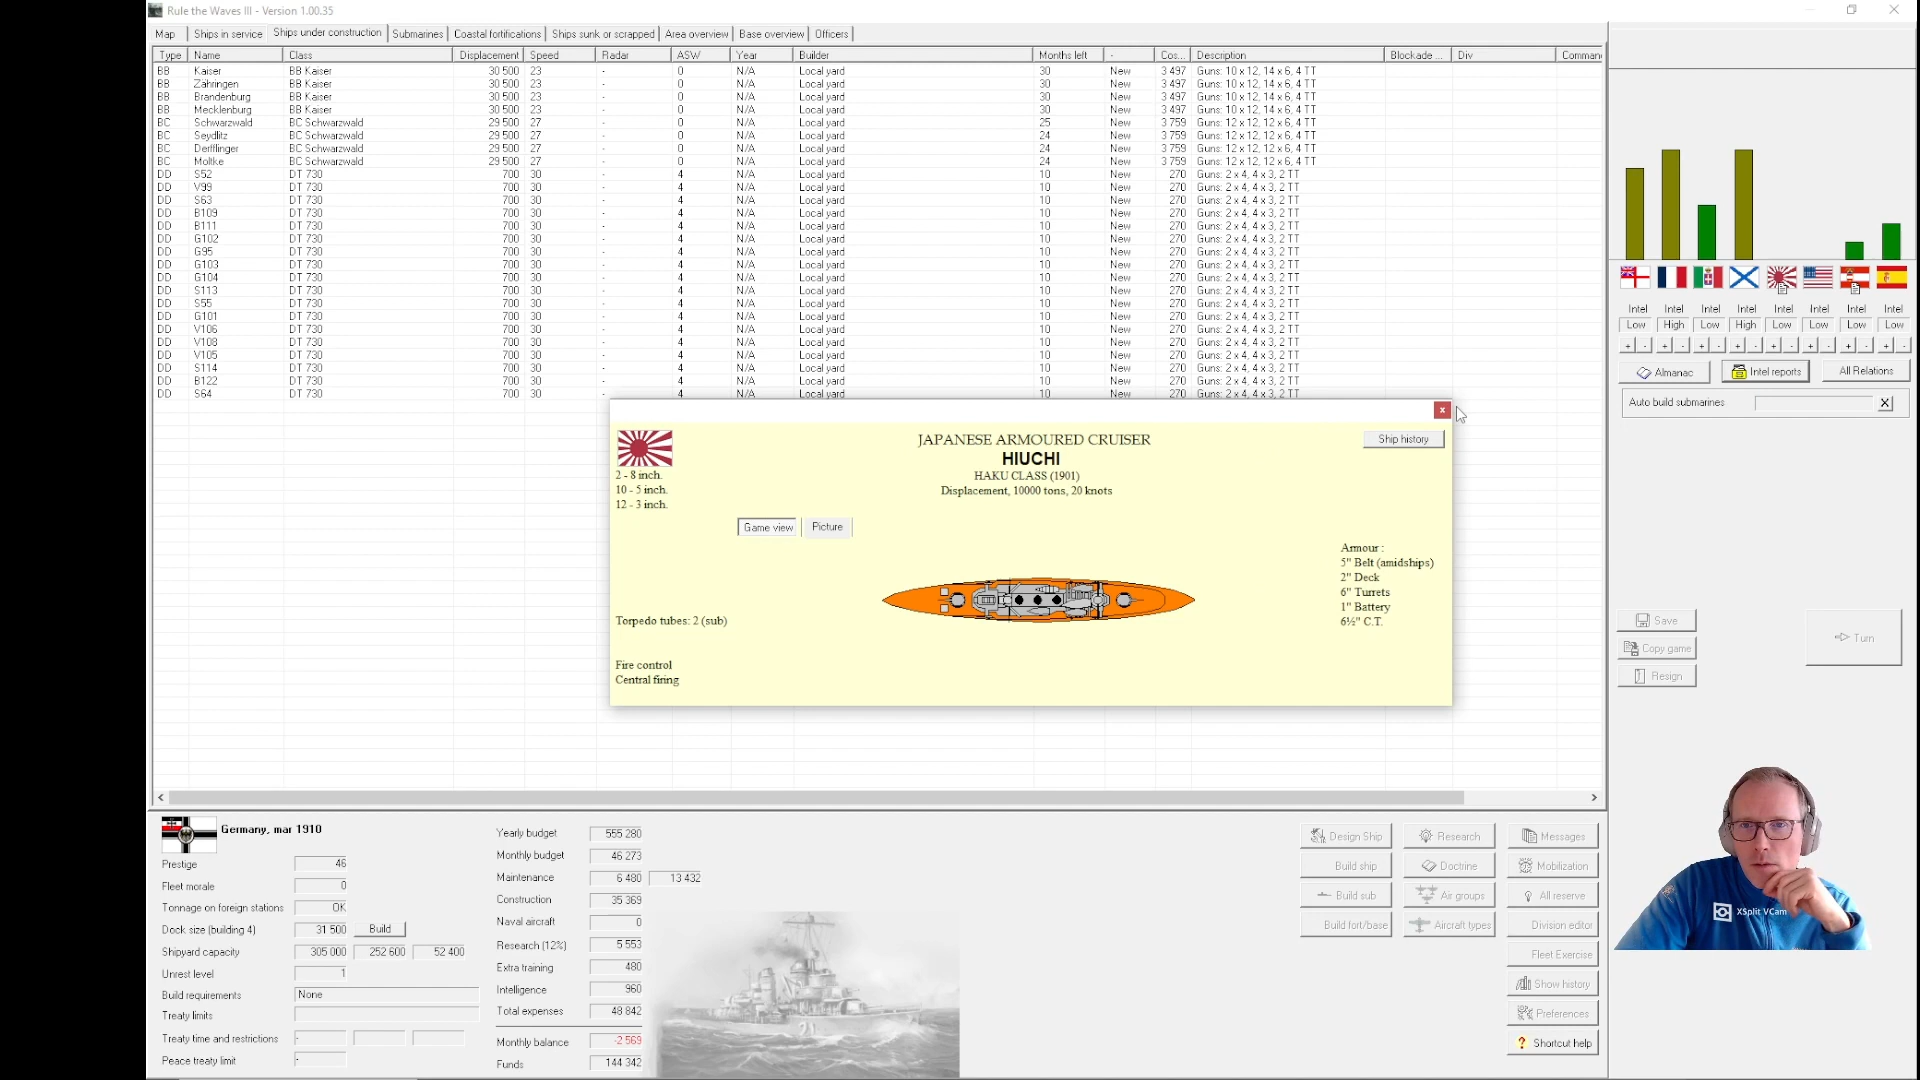 Rule the Waves III - Version 1.00.35
Map Ships in service Ships under construction Submarines Coastal fortifications Ships sunk or scrapped Area overview Base overview Officers
Type Name Class Displacement Speed Radar ASW Year Builder Months left - Cos... Description Blockade ... Div Comman
BB Kaiser BB Kaiser 30 500 23 - 0 N/A Local yard 30 New 3 497 Guns: 10 x 12, 14 x 6, 4 TT
BB Zähringen BB Kaiser 30 500 23 - 0 N/A Local yard 30 New 3 497 Guns: 10 x 12, 14 x 6, 4 TT
BB Brandenburg BB Kaiser 30 500 23 - 0 N/A Local yard 30 New 3 497 Guns: 10 x 12, 14 x 6, 4 TT
BB Mecklenburg BB Kaiser 30 500 23 - 0 N/A Local yard 30 New 3 497 Guns: 10 x 12, 14 x 6, 4 TT
BC Schwarzwald BC Schwarzwald 29 500 27 - 0 N/A Local yard 25 New 3 759 Guns: 12 x 12, 12 x 6, 4 TT
BC Seydlitz BC Schwarzwald 29 500 27 - 0 N/A Local yard 24 New 3 759 Guns: 12 x 12, 12 x 6, 4 TT
BC Derfflinger BC Schwarzwald 29 500 27 - 0 N/A Local yard 24 New 3 759 Guns: 12 x 12, 12 x 6, 4 TT
BC Moltke BC Schwarzwald 29 500 27 - 0 N/A Local yard 24 New 3 759 Guns: 12 x 12, 12 x 6, 4 TT
DD S52 DT 730 700 30 - 4 N/A Local yard 10 New 270 Guns: 2 x 4, 4 x 3, 2 TT
DD V99 DT 730 700 30 - 4 N/A Local yard 10 New 270 Guns: 2 x 4, 4 x 3, 2 TT
DD S63 DT 730 700 30 - 4 N/A Local yard 10 New 270 Guns: 2 x 4, 4 x 3, 2 TT
DD B109 DT 730 700 30 - 4 N/A Local yard 10 New 270 Guns: 2 x 4, 4 x 3, 2 TT
DD B111 DT 730 700 30 - 4 N/A Local yard 10 New 270 Guns: 2 x 4, 4 x 3, 2 TT
DD G102 DT 730 700 30 - 4 N/A Local yard 10 New 270 Guns: 2 x 4, 4 x 3, 2 TT
DD G95 DT 730 700 30 - 4 N/A Local yard 10 New 270 Guns: 2 x 4, 4 x 3, 2 TT
DD G103 DT 730 700 30 - 4 N/A Local yard 10 New 270 Guns: 2 x 4, 4 x 3, 2 TT
DD G104 DT 730 700 30 - 4 N/A Local yard 10 New 270 Guns: 2 x 4, 4 x 3, 2 TT
DD S113 DT 730 700 30 - 4 N/A Local yard 10 New 270 Guns: 2 x 4, 4 x 3, 2 TT
DD S55 DT 730 700 30 - 4 N/A Local yard 10 New 270 Guns: 2 x 4, 4 x 3, 2 TT
DD G101 DT 730 700 30 - 4 N/A Local yard 10 New 270 Guns: 2 x 4, 4 x 3, 2 TT
DD V106 DT 730 700 30 - 4 N/A Local yard 10 New 270 Guns: 2 x 4, 4 x 3, 2 TT
DD V108 DT 730 700 30 - 4 N/A Local yard 10 New 270 Guns: 2 x 4, 4 x 3, 2 TT
DD V105 DT 730 700 30 - 4 N/A Local yard 10 New 270 Guns: 2 x 4, 4 x 3, 2 TT
DD S114 DT 730 700 30 - 4 N/A Local yard 10 New 270 Guns: 2 x 4, 4 x 3, 2 TT
DD B122 DT 730 700 30 - 4 N/A Local yard 10 New 270 Guns: 2 x 4, 4 x 3, 2 TT
DD S64 DT 730 700 30 - 4 N/A Local yard 10 New 270 Guns: 2 x 4, 4 x 3, 2 TT
JAPANESE ARMOURED CRUISER
HIUCHI
HAKU CLASS (1901)
Displacement, 10000 tons, 20 knots
Ship history
2 - 8 inch.
10 - 5 inch.
12 - 3 inch.
Game view Picture
Armour :
5" Belt (amidships)
2" Deck
6" Turrets
1" Battery
6½" C.T.
Torpedo tubes: 2 (sub)
Fire control
Central firing
Intel Intel Intel Intel Intel Intel Intel Intel
Low High Low High Low Low Low Low
+ - + - + - + - + - + - + - + -
Almanac Intel reports All Relations
Auto build submarines X
Save
Copy game
Resign
Turn
Germany, mar 1910
Prestige 46
Fleet morale 0
Tonnage on foreign stations OK
Dock size (building 4) 31 500 Build
Shipyard capacity 305 000 252 600 52 400
Unrest level 1
Build requirements None
Treaty limits
Treaty time and restrictions -
Peace treaty limit -
Yearly budget 555 280
Monthly budget 46 273
Maintenance 6 480 13 432
Construction 35 369
Naval aircraft 0
Research (12%) 5 553
Extra training 480
Intelligence 960
Total expenses 48 842
Monthly balance -2 569
Funds 144 342
21
Design Ship Research Messages
Build ship Doctrine Mobilization
Build sub Air groups All reserve
Build fort/base Aircraft types Division editor
Fleet Exercise
Show history
Preferences
? Shortcut help
XSplit VCam